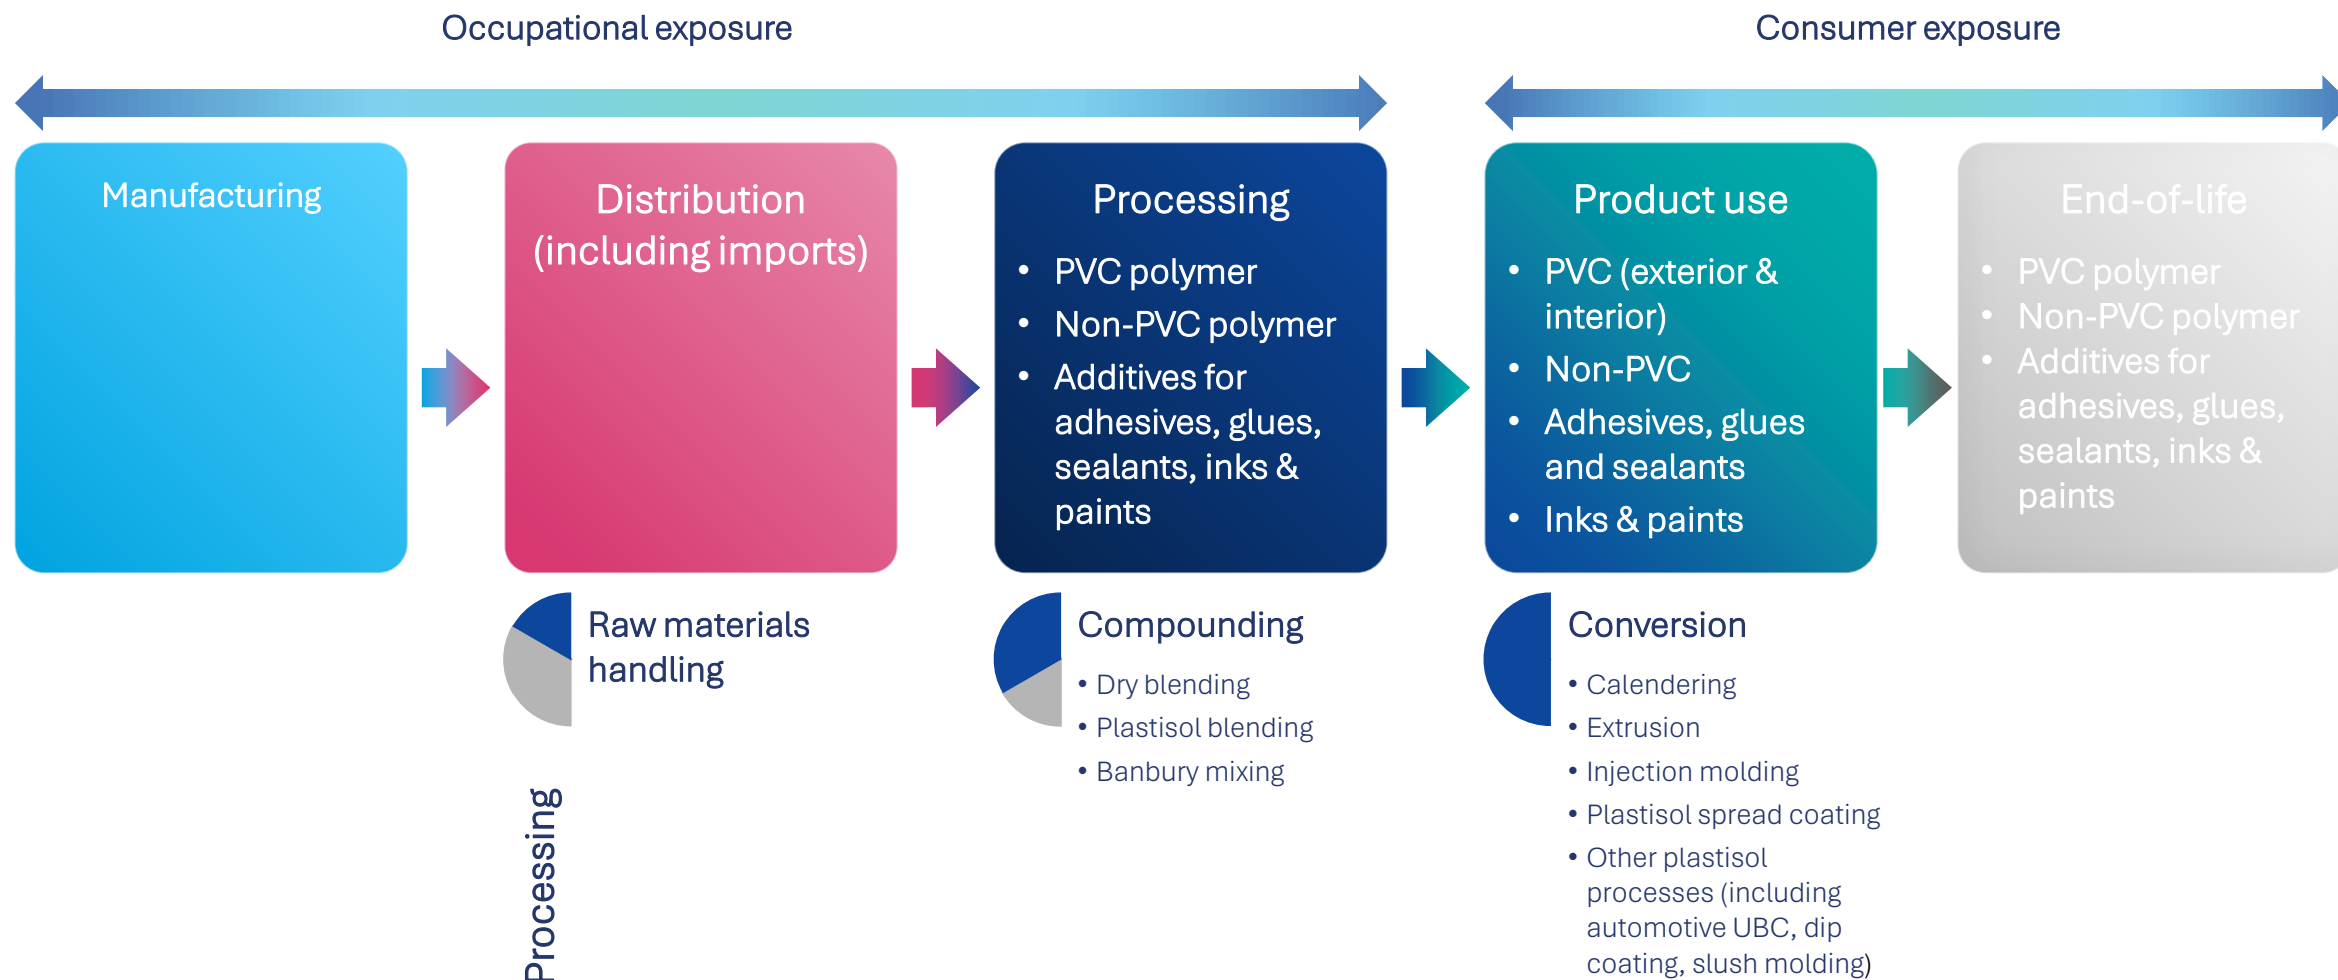 Occupational exposure
Consumer exposure
Manufacturing
Distribution
(including imports)
Processing
• PVC polymer
• Non-PVC polymer
• Additives for
adhesives, glues,
sealants, inks &
paints
Product use
• PVC (exterior &
interior)
• Non-PVC
• Adhesives, glues
and sealants
• Inks & paints
End-of-life
• PVC polymer
• Non-PVC polymer
• Additives for
adhesives, glues,
sealants, inks &
paints
Raw materials
handling
Compounding
• Dry blending
• Plastisol blending
• Banbury mixing
Conversion
• Calendering
• Extrusion
• Injection molding
• Plastisol spread coating
• Other plastisol
processes (including
automotive UBC, dip
coating, slush molding)
Processing